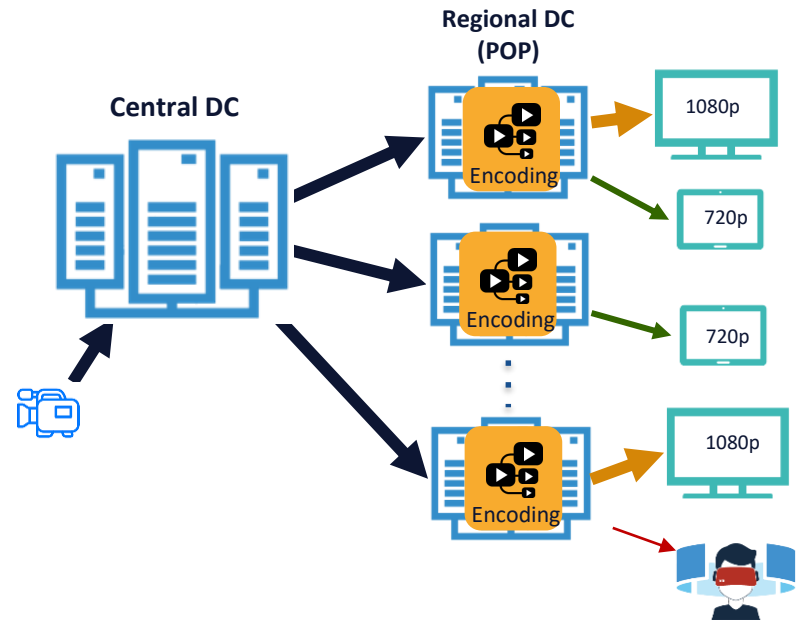 Regional DC
(POP)
Central DC
Encoding
1080p
720p
Encoding
720p
Encoding
1080p